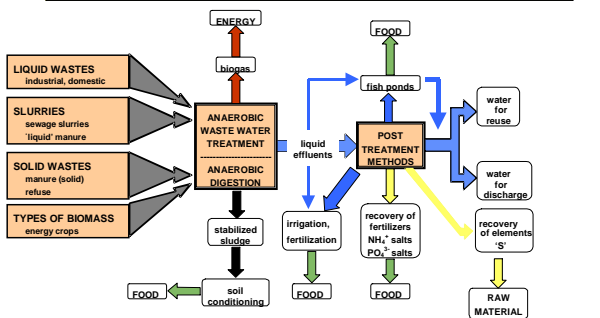 ENERGY
FOOD
biogas
fish ponds
LIQUID WASTES
industrial, domestic
SLURRIES
sewage slurries
'liquid' manure
SOLID WASTES
manure (solid)
refuse
TYPES OF BIOMASS
energy crops
ANAEROBIC
WASTE WATER
TREATMENT
------------------------
ANAEROBIC
DIGESTION
liquid
effluents
POST
TREATMENT
METHODS
water
for
reuse
water
for
discharge
stabilized
sludge
irrigation,
fertilization
recovery of
fertilizers
NH₄⁺ salts
PO₄³⁻ salts
recovery
of elements
'S'
FOOD
soil
conditioning
FOOD
FOOD
RAW
MATERIAL